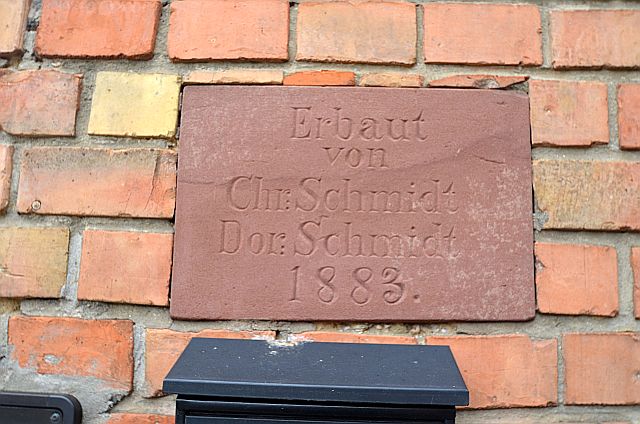 Erbaut
von
Chr: Schmidt
Dor: Schmidt
1883.